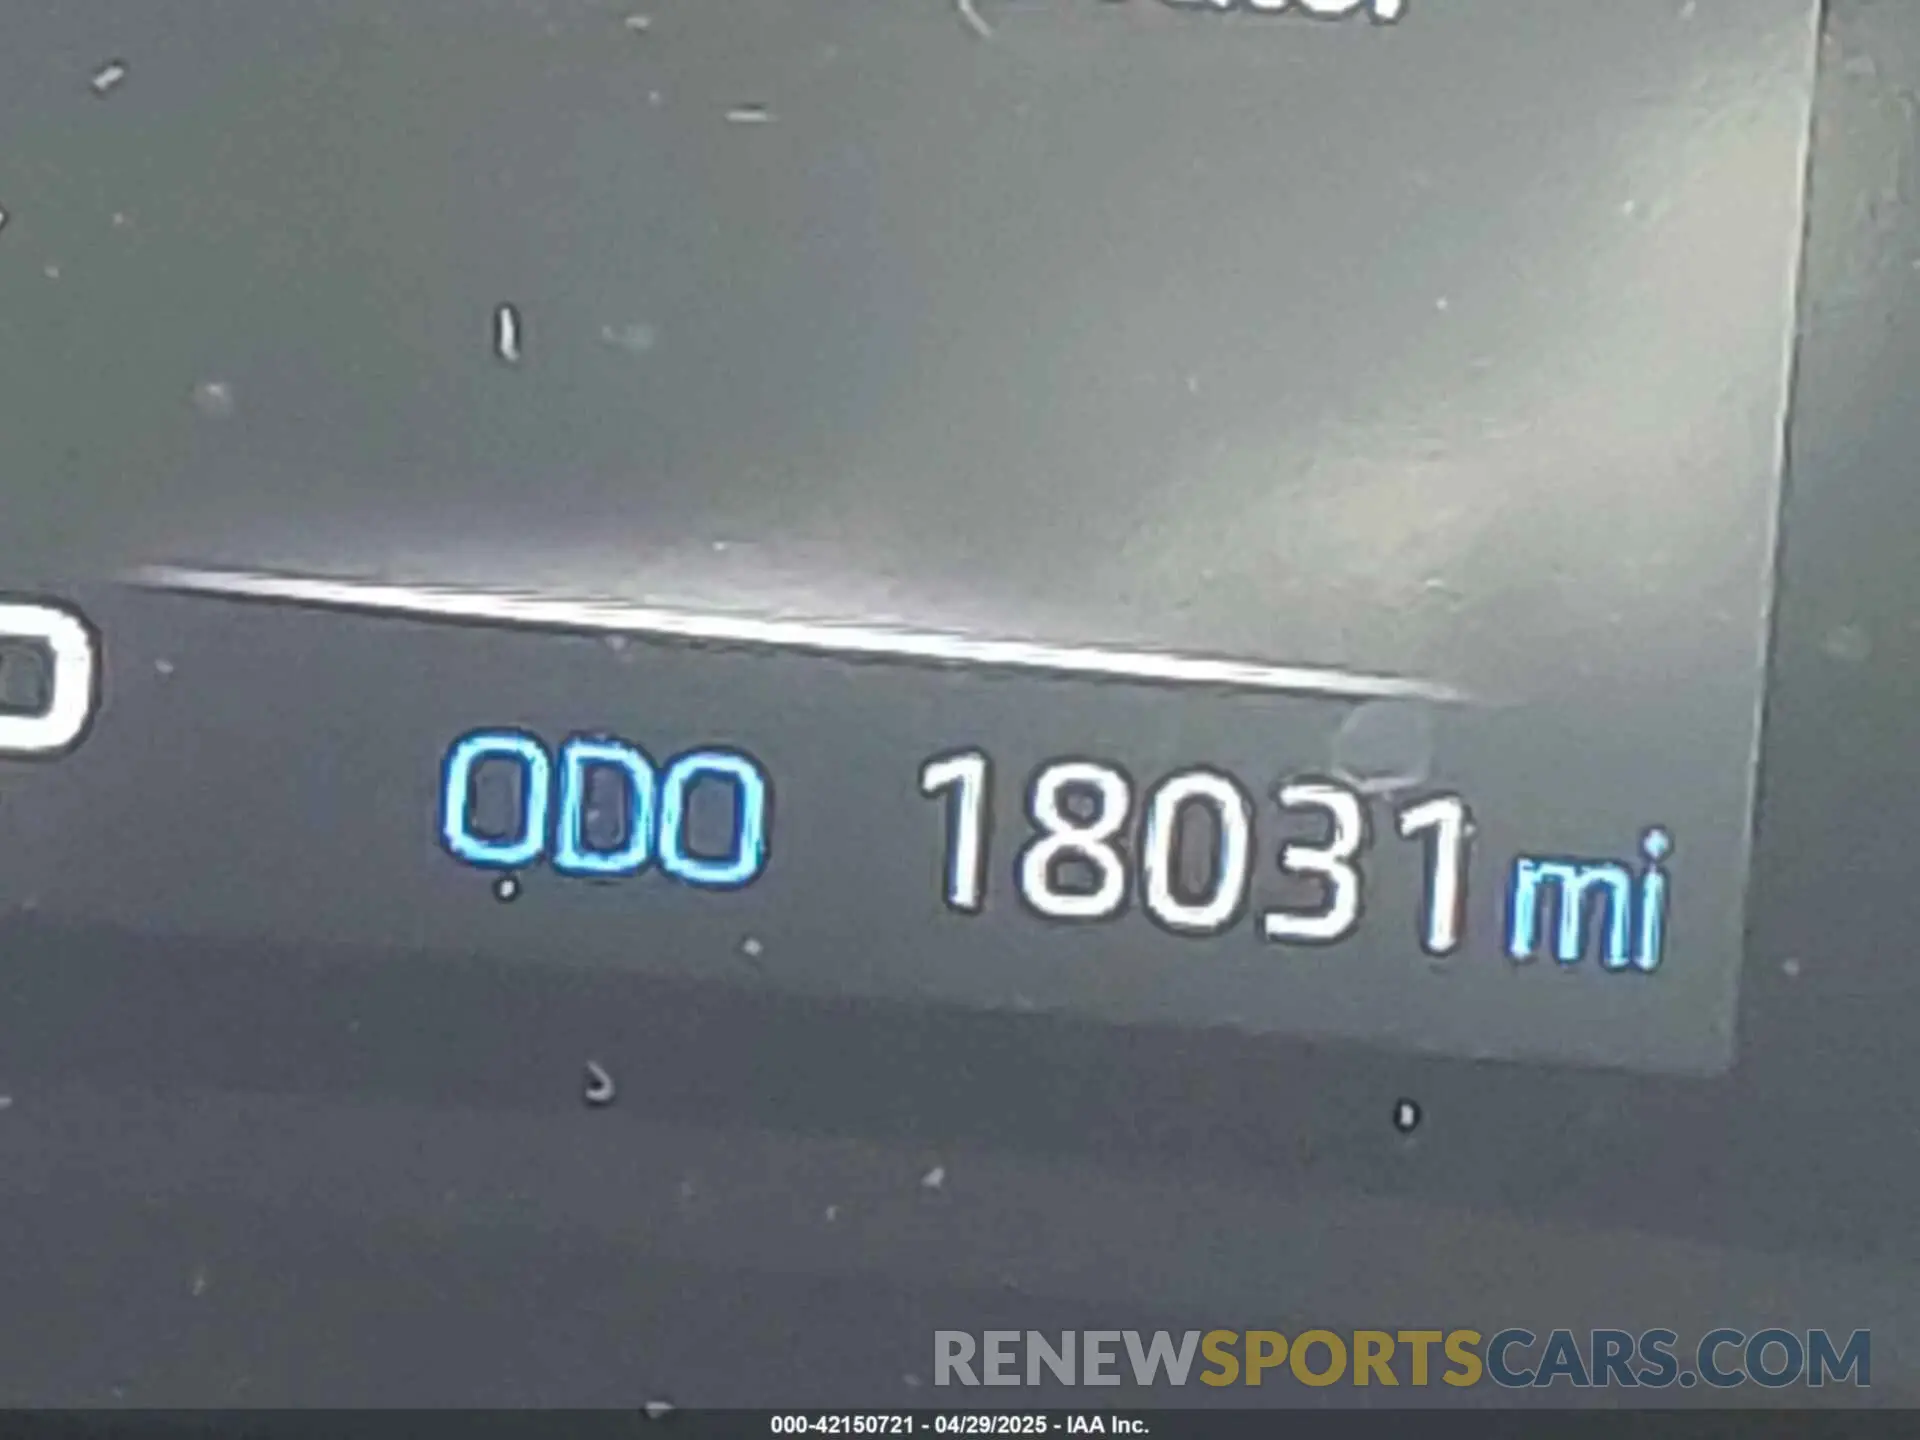 ODO 18031 mi
RENEWSPORTSCARS.COM
000-42150721 - 04/29/2025 - IAA Inc.